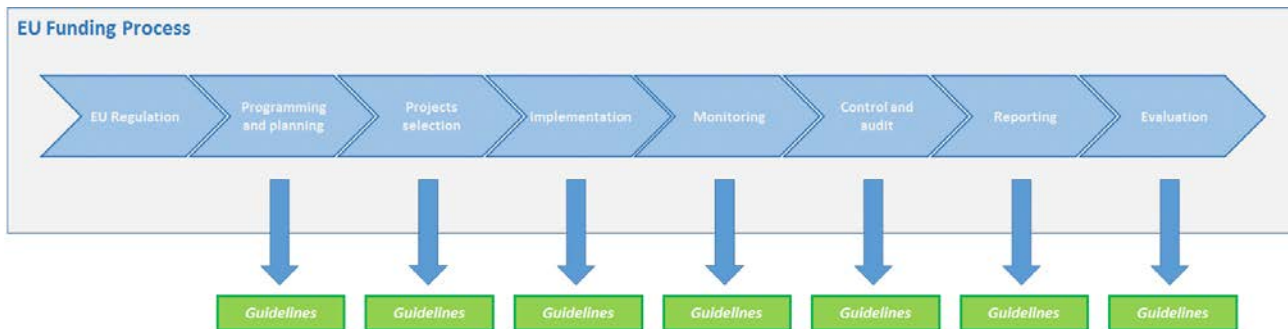 EU Funding Process
EU Regulation
Programming
and planning
Projects
selection
Implementation
Monitoring
Control and
audit
Reporting
Evaluation
Guidelines
Guidelines
Guidelines
Guidelines
Guidelines
Guidelines
Guidelines